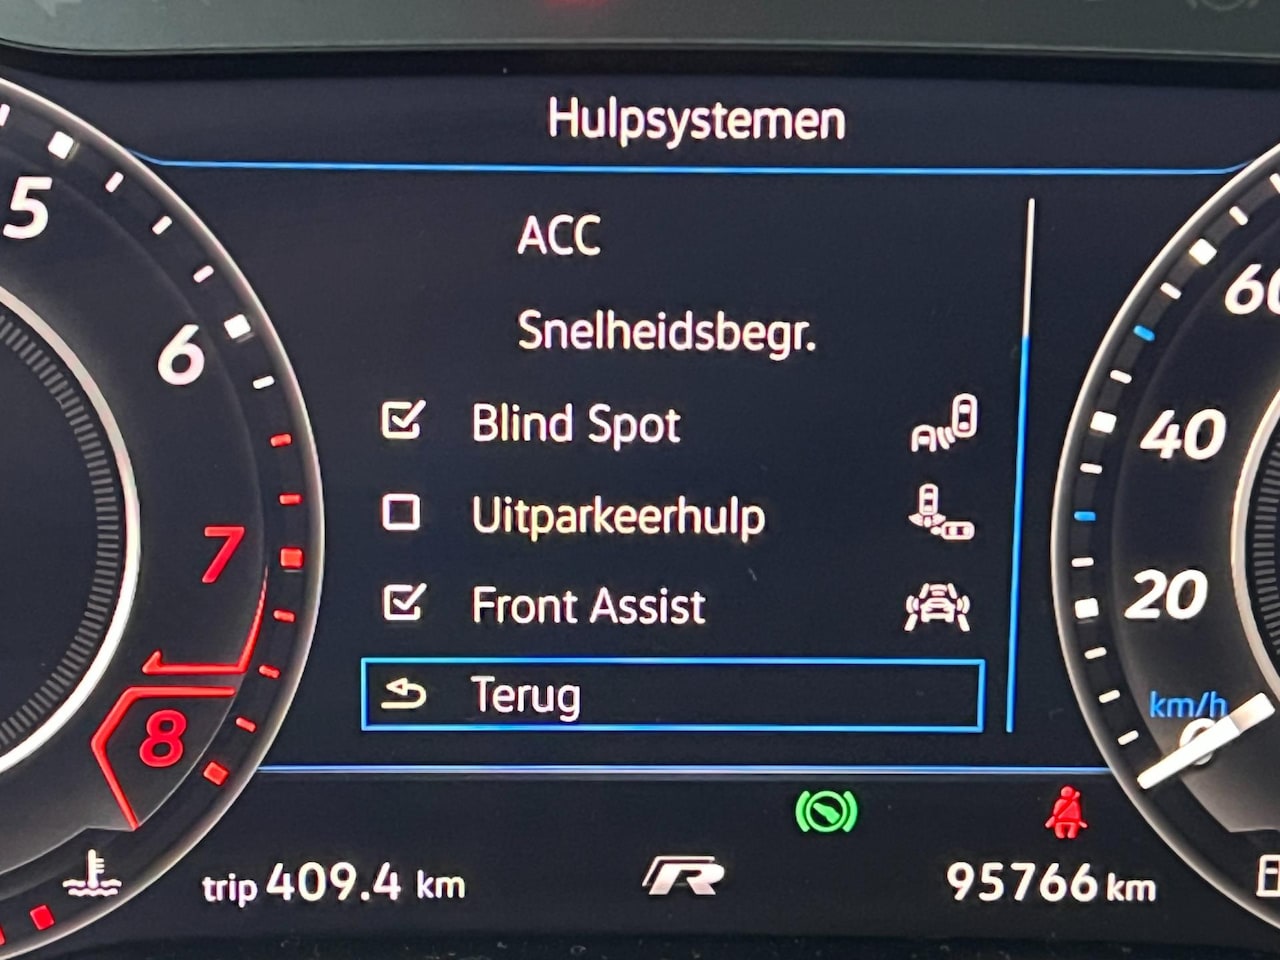 Hulpsystemen
ACC
Snelheidsbegr.
Blind Spot
Uitparkeerhulp
Front Assist
Terug
5
6
7
8
60
40
20
km/h
0
trip 409.4 km
R
95766 km